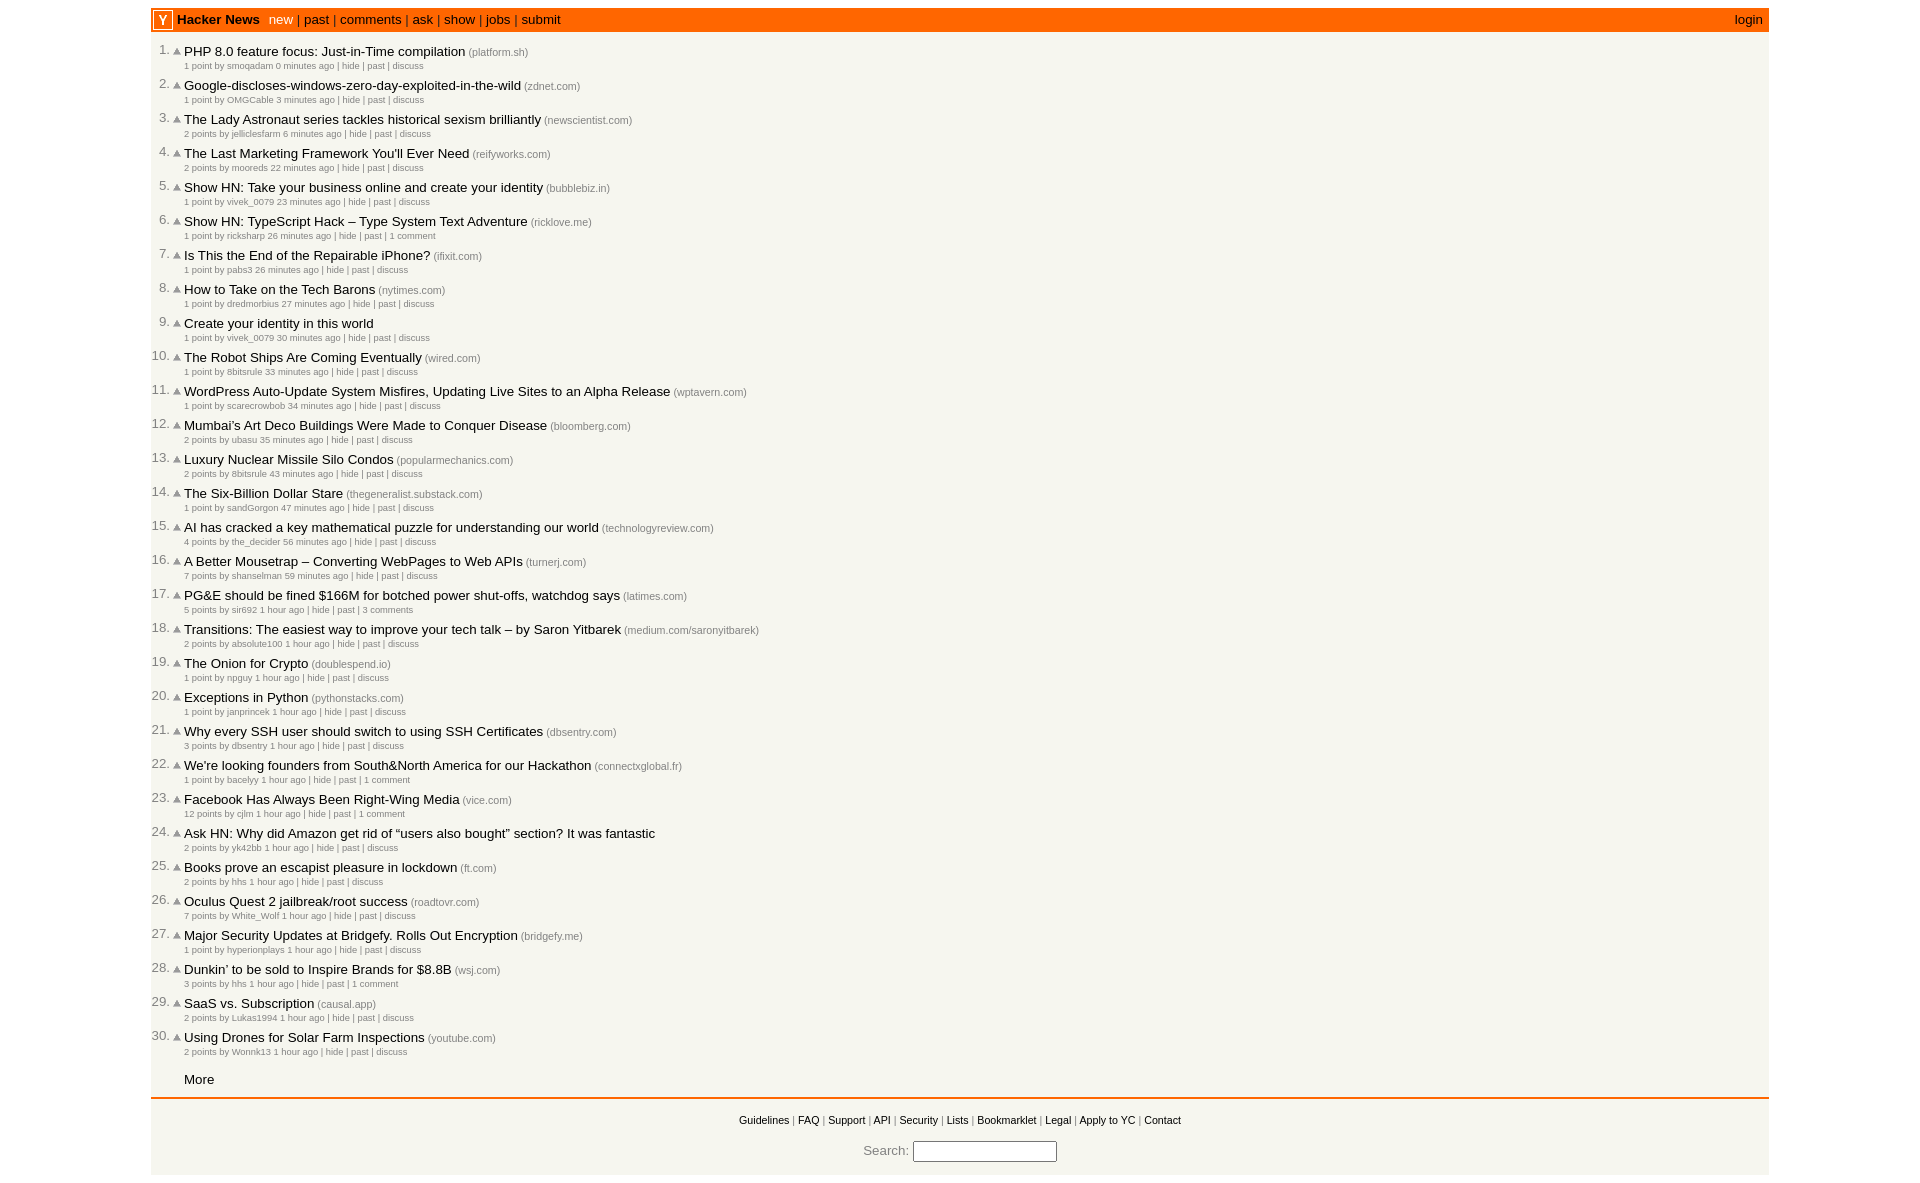 Y Hacker News new | past | comments | ask | show | jobs | submit login
1. PHP 8.0 feature focus: Just-in-Time compilation (platform.sh)
1 point by smoqadam 0 minutes ago | hide | past | discuss
2. Google-discloses-windows-zero-day-exploited-in-the-wild (zdnet.com)
1 point by OMGCable 3 minutes ago | hide | past | discuss
3. The Lady Astronaut series tackles historical sexism brilliantly (newscientist.com)
2 points by jelliclesfarm 6 minutes ago | hide | past | discuss
4. The Last Marketing Framework You'll Ever Need (reifyworks.com)
2 points by mooreds 22 minutes ago | hide | past | discuss
5. Show HN: Take your business online and create your identity (bubblebiz.in)
1 point by vivek_0079 23 minutes ago | hide | past | discuss
6. Show HN: TypeScript Hack – Type System Text Adventure (ricklove.me)
1 point by ricksharp 26 minutes ago | hide | past | 1 comment
7. Is This the End of the Repairable iPhone? (ifixit.com)
1 point by pabs3 26 minutes ago | hide | past | discuss
8. How to Take on the Tech Barons (nytimes.com)
1 point by dredmorbius 27 minutes ago | hide | past | discuss
9. Create your identity in this world
1 point by vivek_0079 30 minutes ago | hide | past | discuss
10. The Robot Ships Are Coming Eventually (wired.com)
1 point by 8bitsrule 33 minutes ago | hide | past | discuss
11. WordPress Auto-Update System Misfires, Updating Live Sites to an Alpha Release (wptavern.com)
1 point by scarecrowbob 34 minutes ago | hide | past | discuss
12. Mumbai’s Art Deco Buildings Were Made to Conquer Disease (bloomberg.com)
2 points by ubasu 35 minutes ago | hide | past | discuss
13. Luxury Nuclear Missile Silo Condos (popularmechanics.com)
2 points by 8bitsrule 43 minutes ago | hide | past | discuss
14. The Six-Billion Dollar Stare (thegeneralist.substack.com)
1 point by sandGorgon 47 minutes ago | hide | past | discuss
15. AI has cracked a key mathematical puzzle for understanding our world (technologyreview.com)
4 points by the_decider 56 minutes ago | hide | past | discuss
16. A Better Mousetrap – Converting WebPages to Web APIs (turnerj.com)
7 points by shanselman 59 minutes ago | hide | past | discuss
17. PG&E should be fined $166M for botched power shut-offs, watchdog says (latimes.com)
5 points by sir692 1 hour ago | hide | past | 3 comments
18. Transitions: The easiest way to improve your tech talk – by Saron Yitbarek (medium.com/saronyitbarek)
2 points by absolute100 1 hour ago | hide | past | discuss
19. The Onion for Crypto (doublespend.io)
1 point by npguy 1 hour ago | hide | past | discuss
20. Exceptions in Python (pythonstacks.com)
1 point by janprincek 1 hour ago | hide | past | discuss
21. Why every SSH user should switch to using SSH Certificates (dbsentry.com)
3 points by dbsentry 1 hour ago | hide | past | discuss
22. We're looking founders from South&North America for our Hackathon (connectxglobal.fr)
1 point by bacelyy 1 hour ago | hide | past | 1 comment
23. Facebook Has Always Been Right-Wing Media (vice.com)
12 points by cjlm 1 hour ago | hide | past | 1 comment
24. Ask HN: Why did Amazon get rid of “users also bought” section? It was fantastic
2 points by yk42bb 1 hour ago | hide | past | discuss
25. Books prove an escapist pleasure in lockdown (ft.com)
2 points by hhs 1 hour ago | hide | past | discuss
26. Oculus Quest 2 jailbreak/root success (roadtovr.com)
7 points by White_Wolf 1 hour ago | hide | past | discuss
27. Major Security Updates at Bridgefy. Rolls Out Encryption (bridgefy.me)
1 point by hyperionplays 1 hour ago | hide | past | discuss
28. Dunkin’ to be sold to Inspire Brands for $8.8B (wsj.com)
3 points by hhs 1 hour ago | hide | past | 1 comment
29. SaaS vs. Subscription (causal.app)
2 points by Lukas1994 1 hour ago | hide | past | discuss
30. Using Drones for Solar Farm Inspections (youtube.com)
2 points by Wonnk13 1 hour ago | hide | past | discuss
More
Guidelines | FAQ | Support | API | Security | Lists | Bookmarklet | Legal | Apply to YC | Contact
Search: